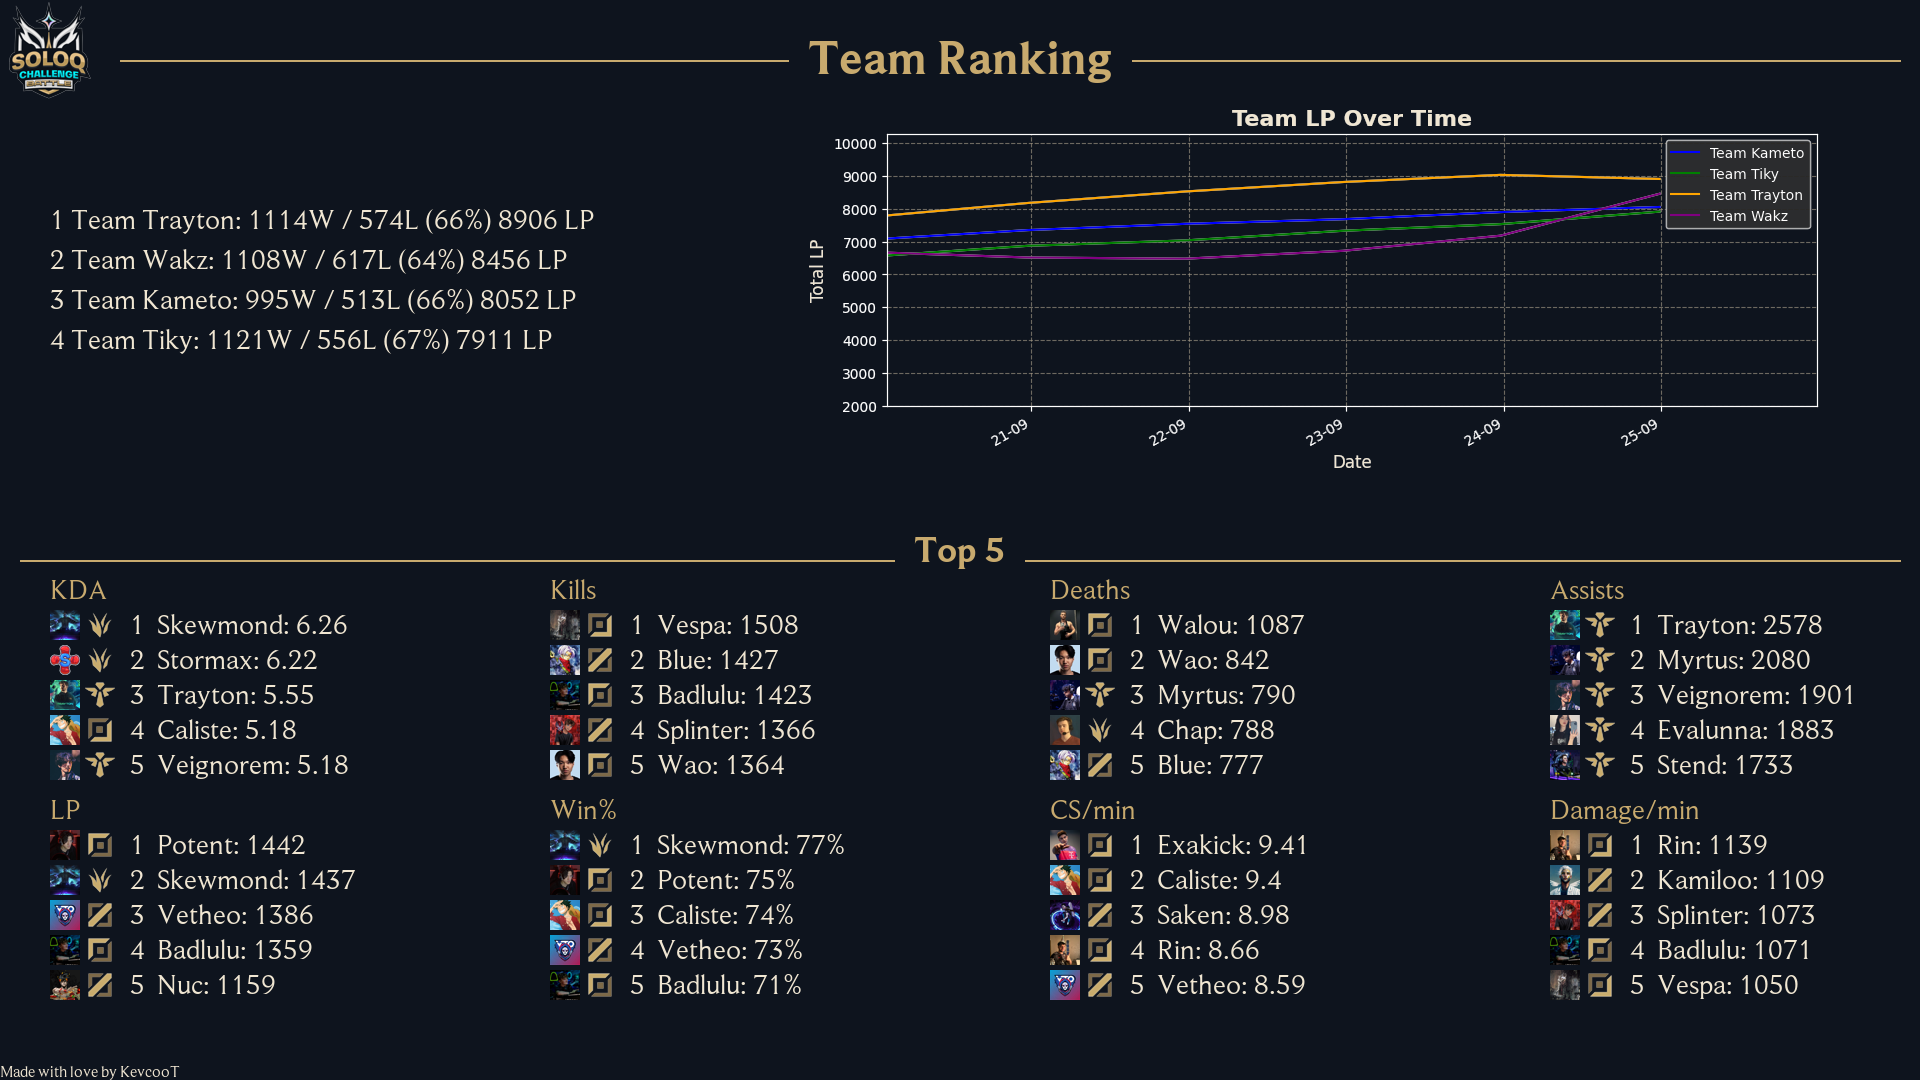 SOLOQ
CHALLENGE
BATTLE
Team Ranking
1 Team Trayton: 1114W / 574L (66%) 8906 LP
2 Team Wakz: 1108W / 617L (64%) 8456 LP
3 Team Kameto: 995W / 513L (66%) 8052 LP
4 Team Tiky: 1121W / 556L (67%) 7911 LP
Team LP Over Time
10000
9000
8000
7000
6000
5000
4000
3000
2000
Total LP
Team Kameto
Team Tiky
Team Trayton
Team Wakz
21-09
22-09
23-09
24-09
25-09
Date
Top 5
KDA
1 Skewmond: 6.26
2 Stormax: 6.22
3 Trayton: 5.55
4 Caliste: 5.18
5 Veignorem: 5.18
Kills
1 Vespa: 1508
2 Blue: 1427
3 Badlulu: 1423
4 Splinter: 1366
5 Wao: 1364
Deaths
1 Walou: 1087
2 Wao: 842
3 Myrtus: 790
4 Chap: 788
5 Blue: 777
Assists
1 Trayton: 2578
2 Myrtus: 2080
3 Veignorem: 1901
4 Evalunna: 1883
5 Stend: 1733
LP
1 Potent: 1442
2 Skewmond: 1437
3 Vetheo: 1386
4 Badlulu: 1359
5 Nuc: 1159
Win%
1 Skewmond: 77%
2 Potent: 75%
3 Caliste: 74%
4 Vetheo: 73%
5 Badlulu: 71%
CS/min
1 Exakick: 9.41
2 Caliste: 9.4
3 Saken: 8.98
4 Rin: 8.66
5 Vetheo: 8.59
Damage/min
1 Rin: 1139
2 Kamiloo: 1109
3 Splinter: 1073
4 Badlulu: 1071
5 Vespa: 1050
Made with love by KevcooT